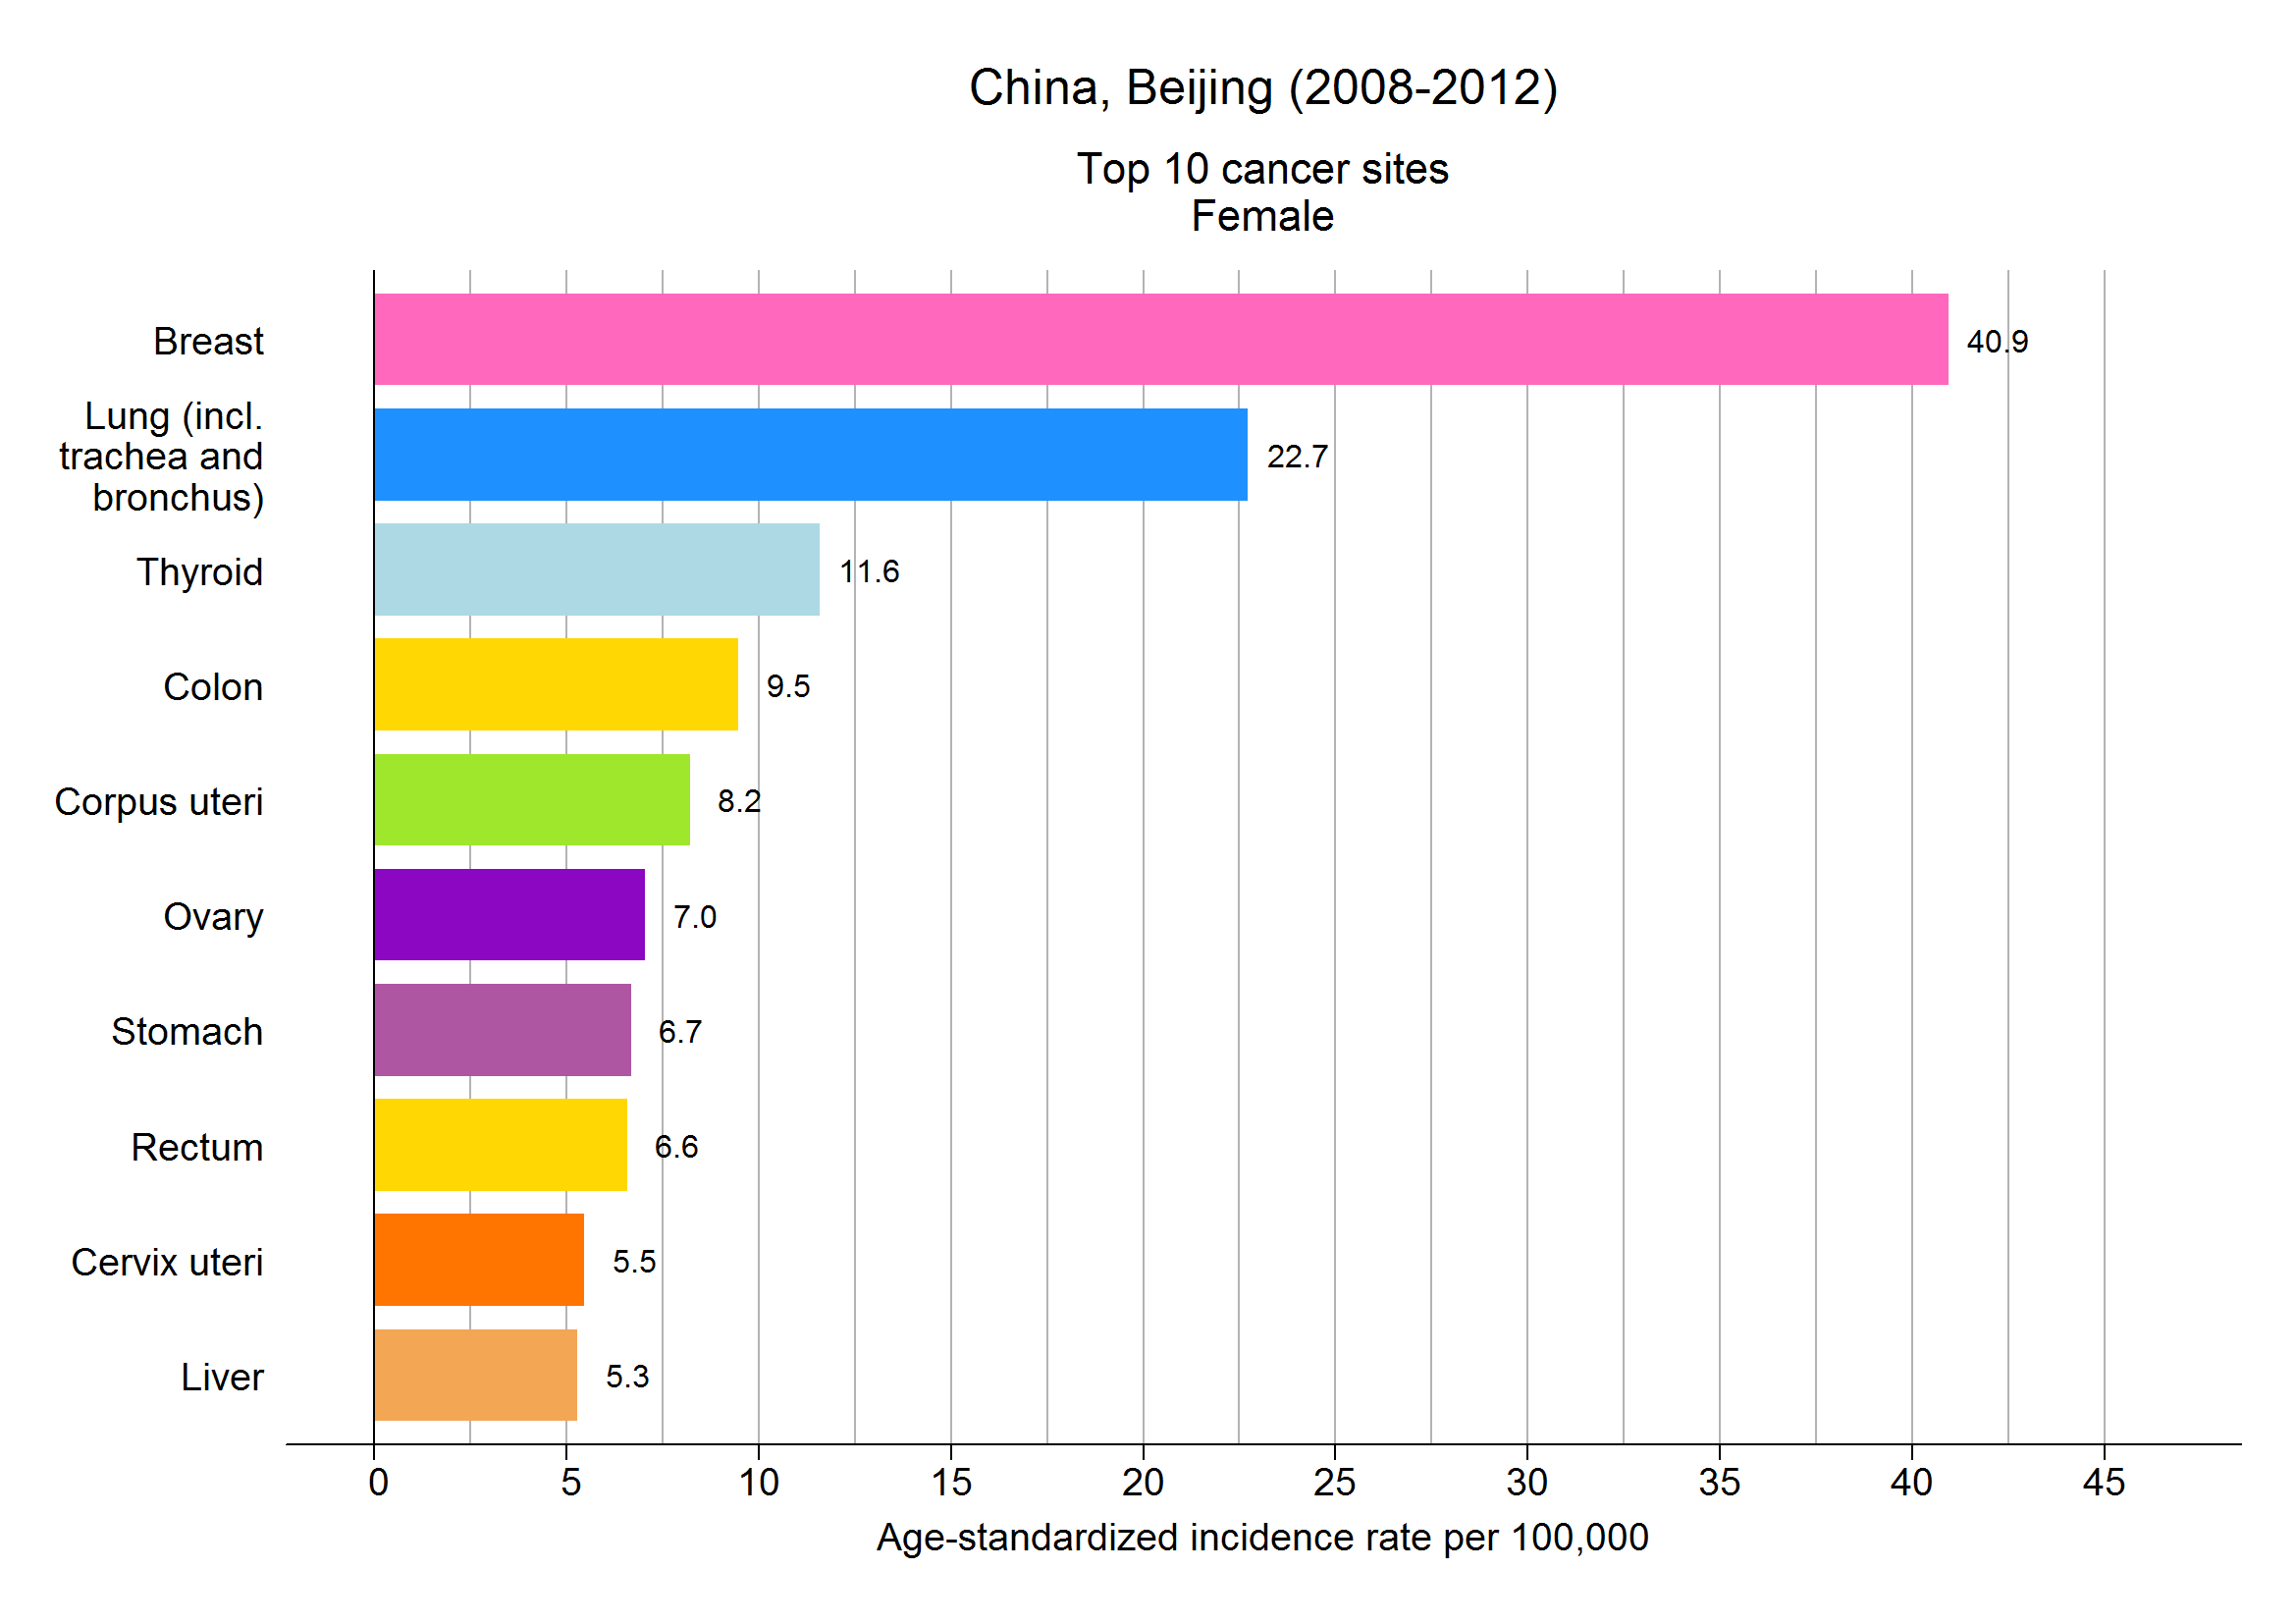 China, Beijing (2008-2012)
Top 10 cancer sites
Female
Breast
40.9
Lung (incl.
trachea and
bronchus)
22.7
Thyroid
11.6
Colon
9.5
Corpus uteri
8.2
Ovary
7.0
Stomach
6.7
Rectum
6.6
Cervix uteri
5.5
Liver
5.3
0 5 10 15 20 25 30 35 40 45
Age-standardized incidence rate per 100,000